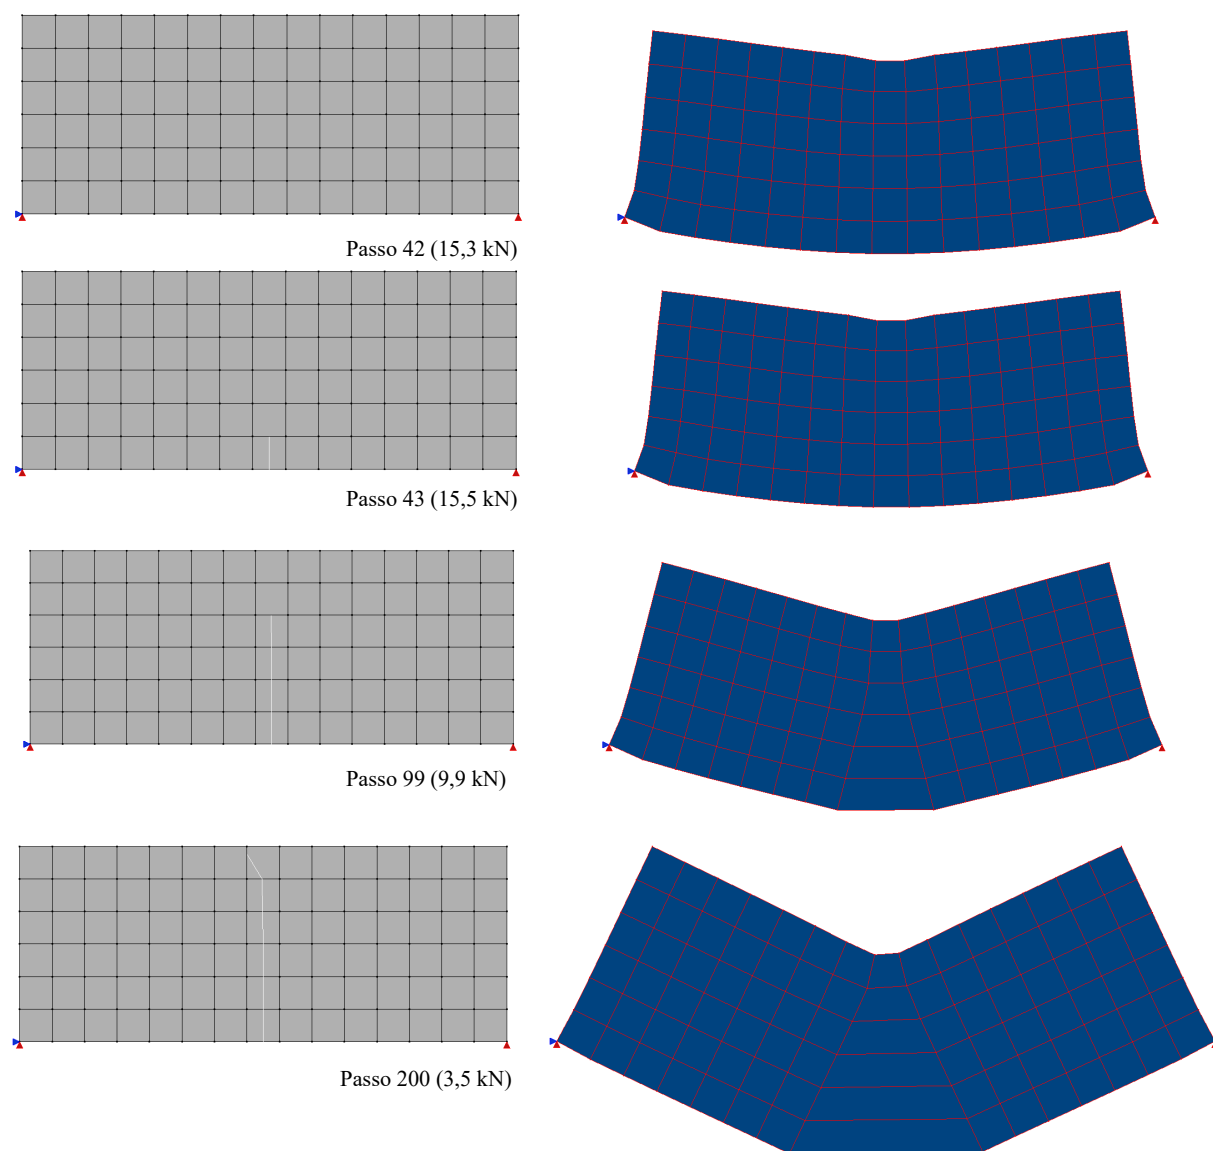 Passo 42 (15,3 kN)
Passo 43 (15,5 kN)
Passo 99 (9,9 kN)
Passo 200 (3,5 kN)